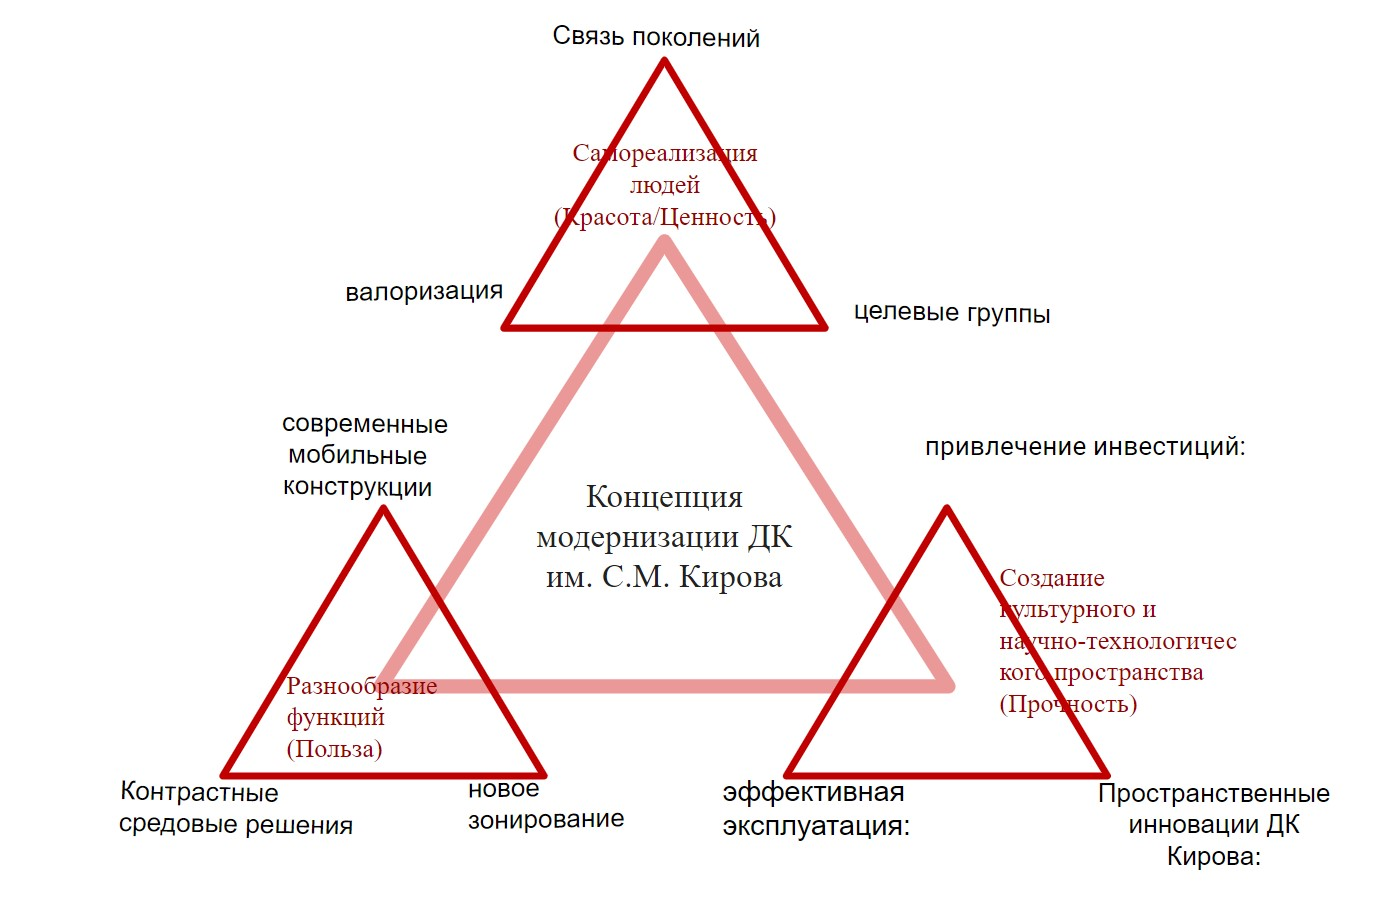 Связь поколений
Самореализация
людей
(Красота/Ценность)
валоризация
целевые группы
современные
мобильные
конструкции
привлечение инвестиций:
Концепция
модернизации ДК
им. С.М. Кирова
Создание
культурного и
научно-технологичес
кого пространства
(Прочность)
Разнообразие
функций
(Польза)
Контрастные
средовые решения
новое
зонирование
эффективная
эксплуатация:
Пространственные
инновации ДК
Кирова: